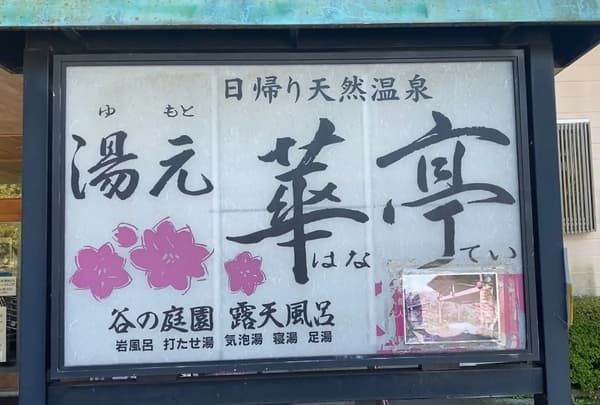 日帰り天然温泉
ゆ もと
湯元
華亭
はな てい
谷の庭園 露天風呂
岩風呂 打たせ湯 気泡湯 寝湯 足湯